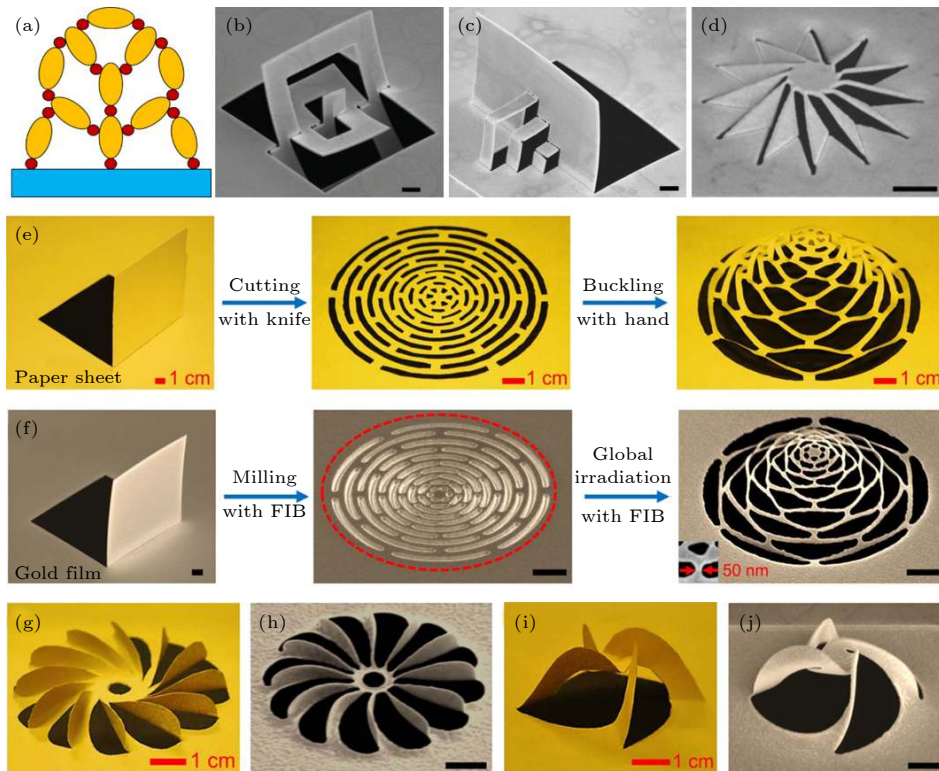 (a)
(b)
(c)
(d)
(e)
Paper sheet
1 cm
Cutting
with knife
1 cm
Buckling
with hand
1 cm
(f)
Gold film
Milling
with FIB
Global
irradiation
with FIB
50 nm
(g)
1 cm
(h)
(i)
1 cm
(j)